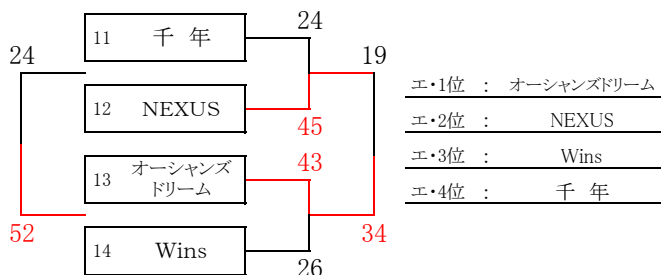 24
11 千 年
24
19
12 NEXUS
45
43
13 オーシャンズ
ドリーム
52
14 Wins
26
34
エ・1位 : オーシャンズドリーム
エ・2位 : NEXUS
エ・3位 : Wins
エ・4位 : 千 年